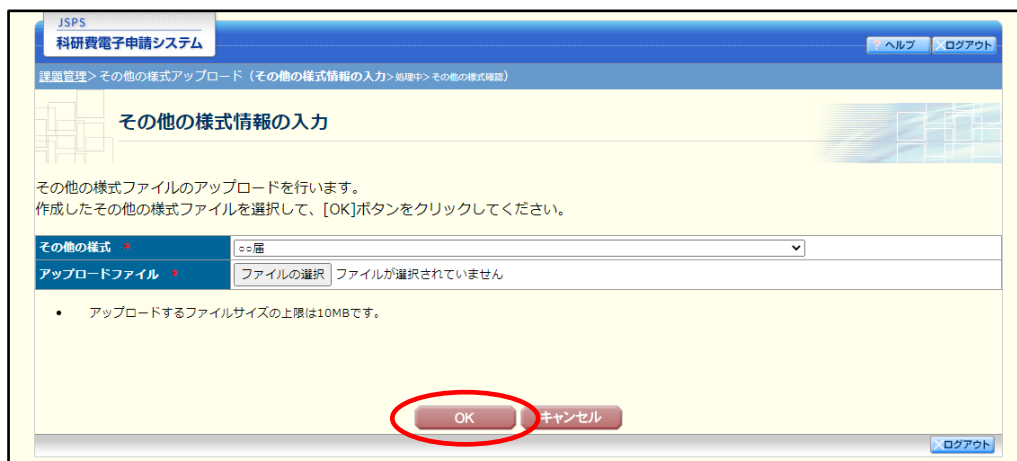 JSPS
科研費電子申請システム
? ヘルプ ログアウト
課題管理>その他の様式アップロード（その他の様式情報の入力>処理中>その他の様式確認）
その他の様式情報の入力
その他の様式ファイルのアップロードを行います。
作成したその他の様式ファイルを選択して、[OK]ボタンをクリックしてください。
その他の様式 * ○○届
アップロードファイル * ファイルの選択 ファイルが選択されていません
• アップロードするファイルサイズの上限は10MBです。
OK キャンセル
ログアウト